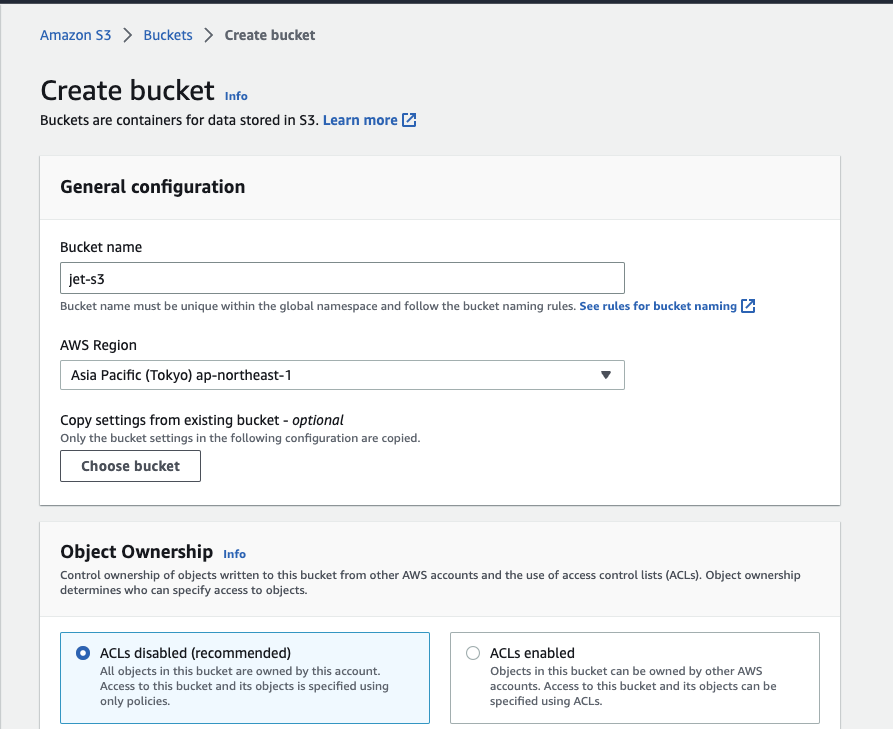 Amazon S3 > Buckets > Create bucket
Create bucket Info
Buckets are containers for data stored in S3. Learn more
General configuration
Bucket name
jet-s3
Bucket name must be unique within the global namespace and follow the bucket naming rules. See rules for bucket naming
AWS Region
Asia Pacific (Tokyo) ap-northeast-1
Copy settings from existing bucket - optional
Only the bucket settings in the following configuration are copied.
Choose bucket
Object Ownership Info
Control ownership of objects written to this bucket from other AWS accounts and the use of access control lists (ACLs). Object ownership
determines who can specify access to objects.
ACLs disabled (recommended)
All objects in this bucket are owned by this account.
Access to this bucket and its objects is specified using
only policies.
ACLs enabled
Objects in this bucket can be owned by other AWS
accounts. Access to this bucket and its objects can be
specified using ACLs.